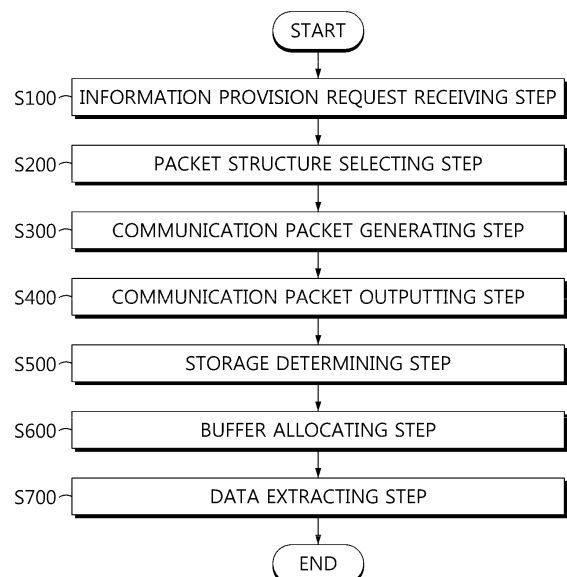 START
S100 INFORMATION PROVISION REQUEST RECEIVING STEP
S200 PACKET STRUCTURE SELECTING STEP
S300 COMMUNICATION PACKET GENERATING STEP
S400 COMMUNICATION PACKET OUTPUTTING STEP
S500 STORAGE DETERMINING STEP
S600 BUFFER ALLOCATING STEP
S700 DATA EXTRACTING STEP
END